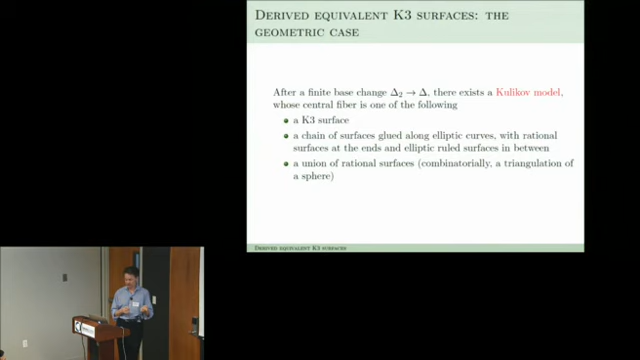 Derived equivalent K3 surfaces: the
geometric case
After a finite base change Δ₂ → Δ, there exists a Kulikov model,
whose central fiber is one of the following
a K3 surface
a chain of surfaces glued along elliptic curves, with rational
surfaces at the ends and elliptic ruled surfaces in between
a union of rational surfaces (combinatorially, a triangulation of
a sphere)
Derived equivalent K3 surfaces